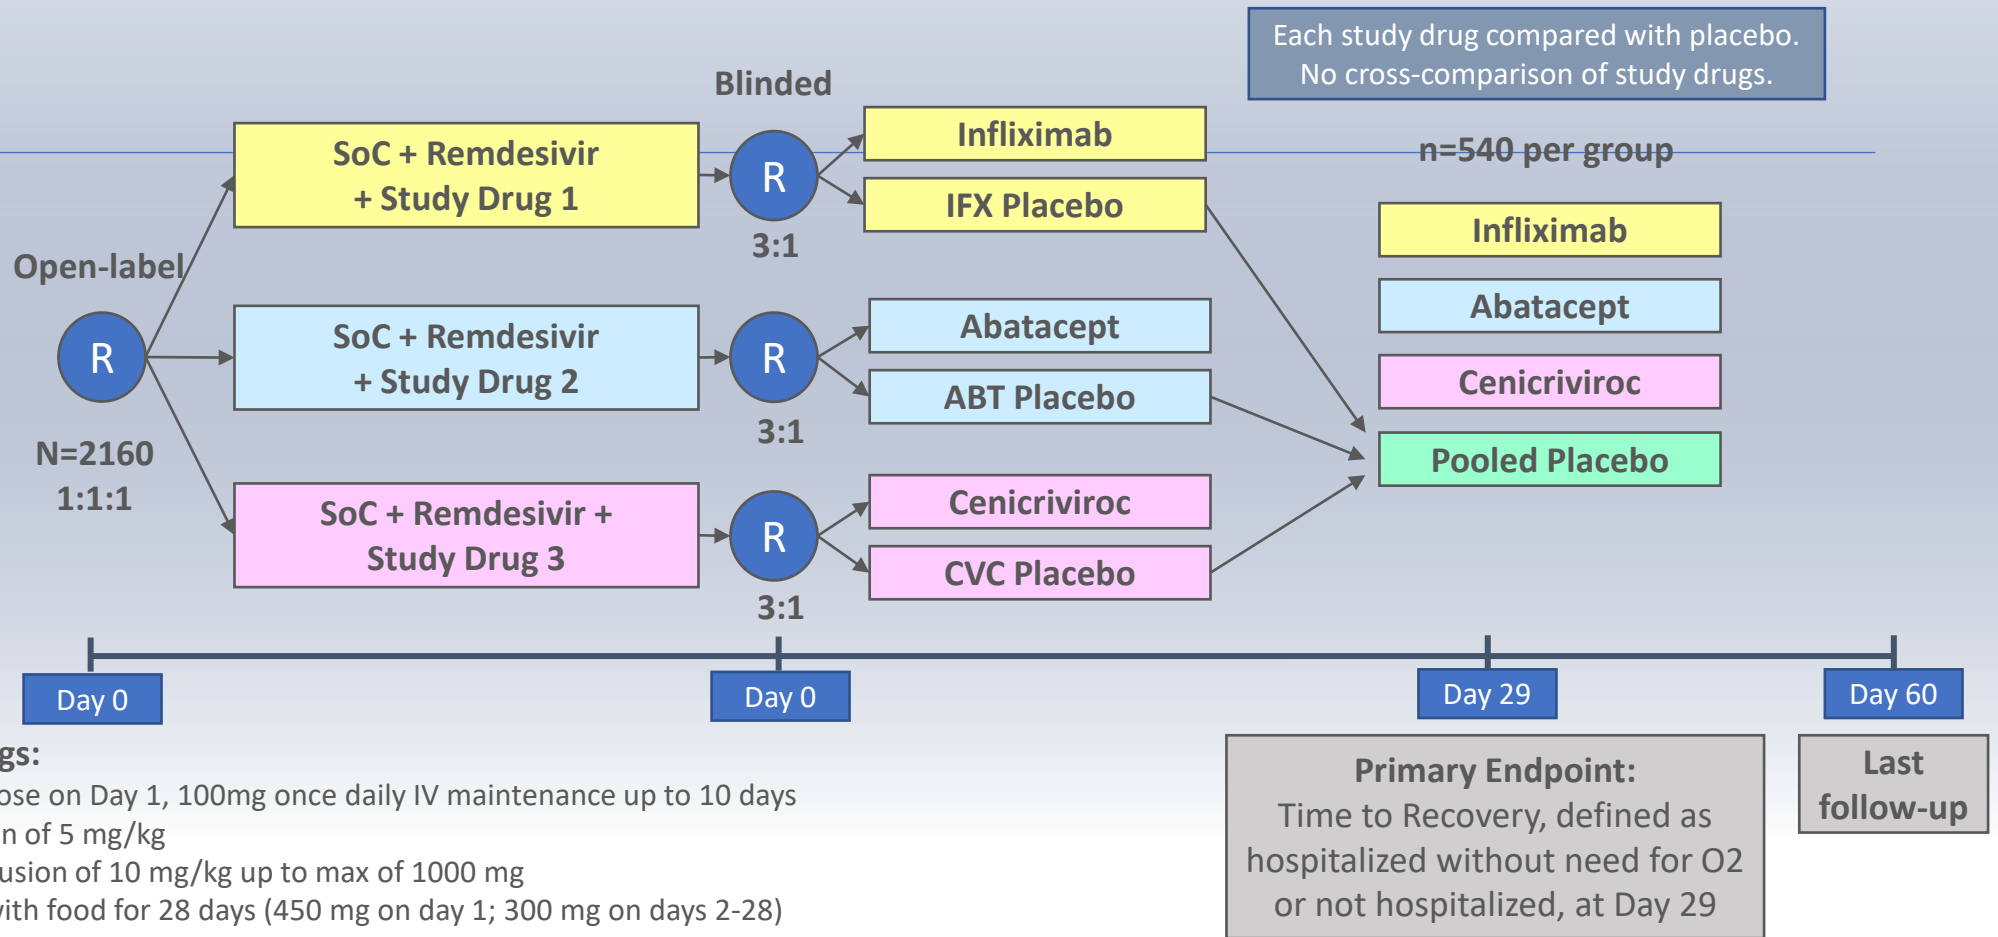 Each study drug compared with placebo.
No cross-comparison of study drugs.
Blinded
Open-label
R
N=2160
1:1:1
SoC + Remdesivir
+ Study Drug 1
R
3:1
Infliximab
IFX Placebo
SoC + Remdesivir
+ Study Drug 2
R
3:1
Abatacept
ABT Placebo
SoC + Remdesivir +
Study Drug 3
R
3:1
Cenicriviroc
CVC Placebo
n=540 per group
Infliximab
Abatacept
Cenicriviroc
Pooled Placebo
Day 0
Day 0
Day 29
Day 60
gs:
ose on Day 1, 100mg once daily IV maintenance up to 10 days
n of 5 mg/kg
usion of 10 mg/kg up to max of 1000 mg
with food for 28 days (450 mg on day 1; 300 mg on days 2-28)
Primary Endpoint:
Time to Recovery, defined as
hospitalized without need for O2
or not hospitalized, at Day 29
Last
follow-up